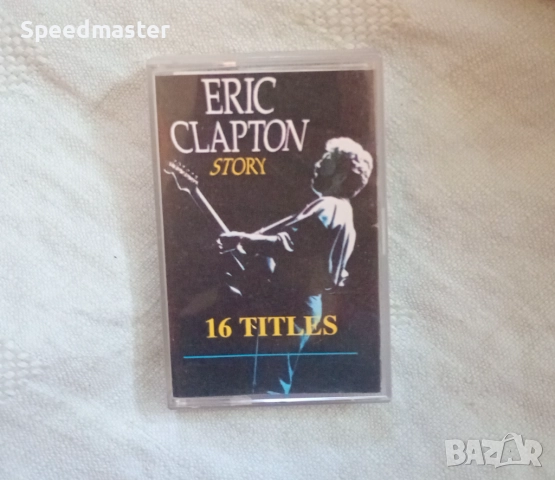 Speedmaster
ERIC
CLAPTON
STORY
16 TITLES
BAZAR